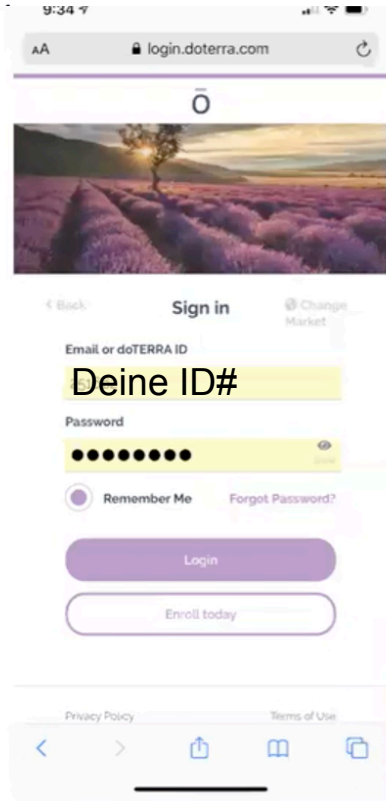 9:34
AA login.doterra.com
ō
< Back
Sign in
Change
Market
Email or doTERRA ID
Deine ID#
Password
Remember Me
Forgot Password?
Login
Enroll today
Privacy Policy
Terms of Use